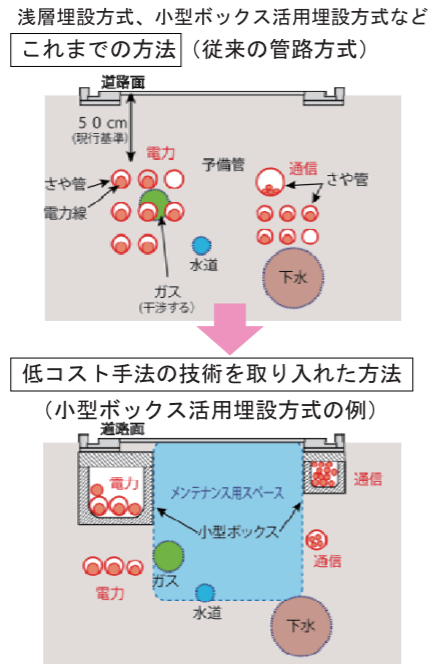 浅層埋設方式、小型ボックス活用埋設方式など
これまでの方法（従来の管路方式）
道路面
５０cm
(現行基準)
電力
予備管
通信
さや管
さや管
電力線
水道
ガス
(干渉する)
下水
低コスト手法の技術を取り入れた方法
（小型ボックス活用埋設方式の例）
道路面
電力
メンテナンス用スペース
通信
小型ボックス
通信
ガス
電力
水道
下水